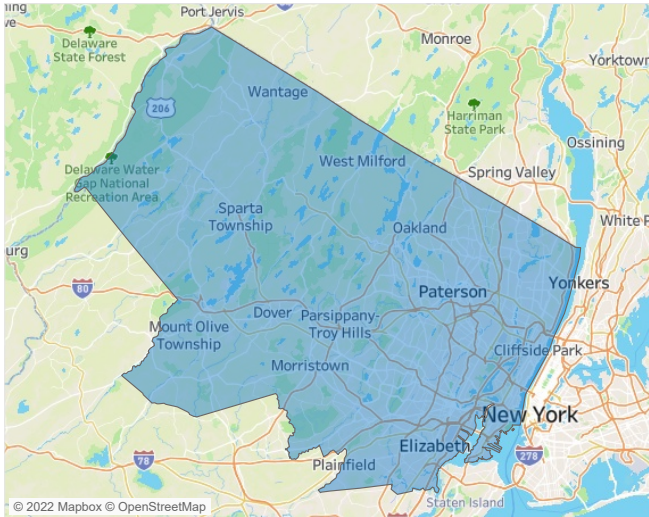 ning
ve
Port Jervis
Delaware
State Forest
Monroe
Yorktown
206
Wantage
Harriman
State Park
Ossining
Delaware Water
Gap National
Recreation Area
West Milford
Spring Valley
Sparta
Township
Oakland
White P
urg
80
Yonkers
Paterson
Dover
Parsippany-
Troy Hills
Mount Olive
Township
Cliffside Park
Morristown
New York
Elizabeth
278
78
Plainfield
Staten Island
© 2022 Mapbox © OpenStreetMap